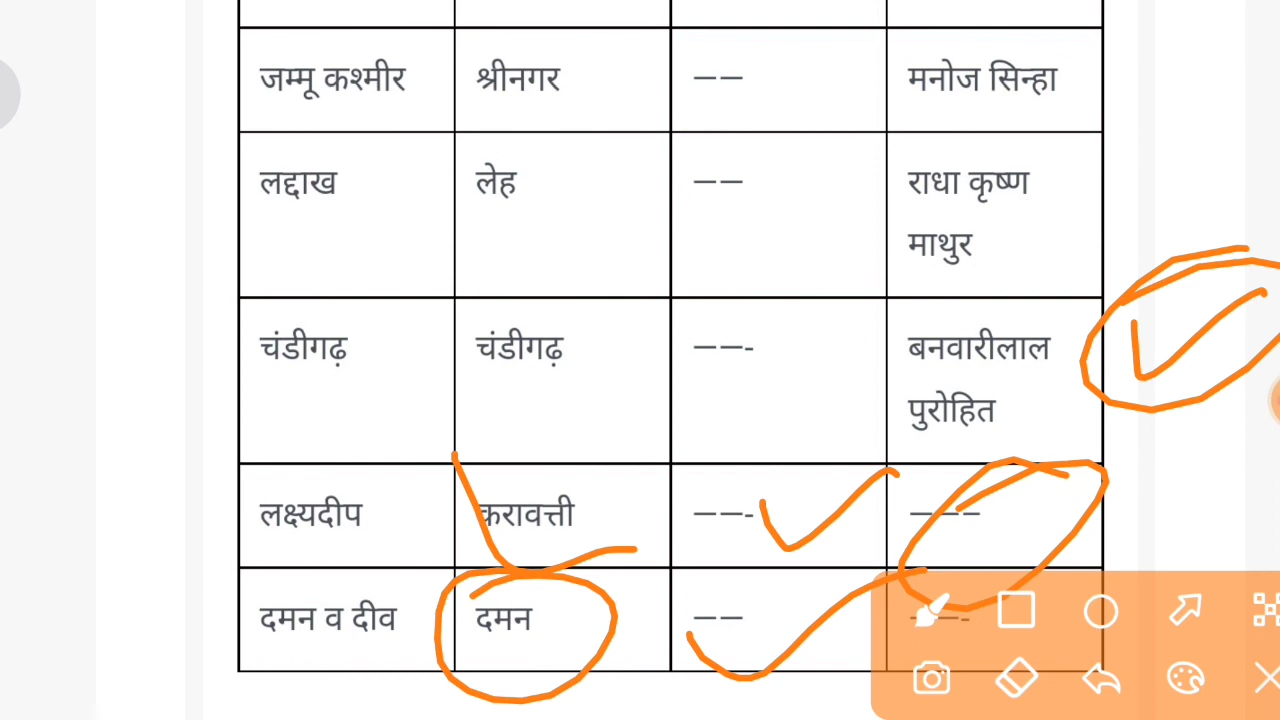 जम्मू कश्मीर श्रीनगर —— मनोज सिन्हा
लद्दाख लेह —— राधा कृष्ण
माथुर
चंडीगढ़ चंडीगढ़ ——- बनवारीलाल
पुरोहित
लक्ष्यदीप करावत्ती ——- ———
दमन व दीव दमन ——